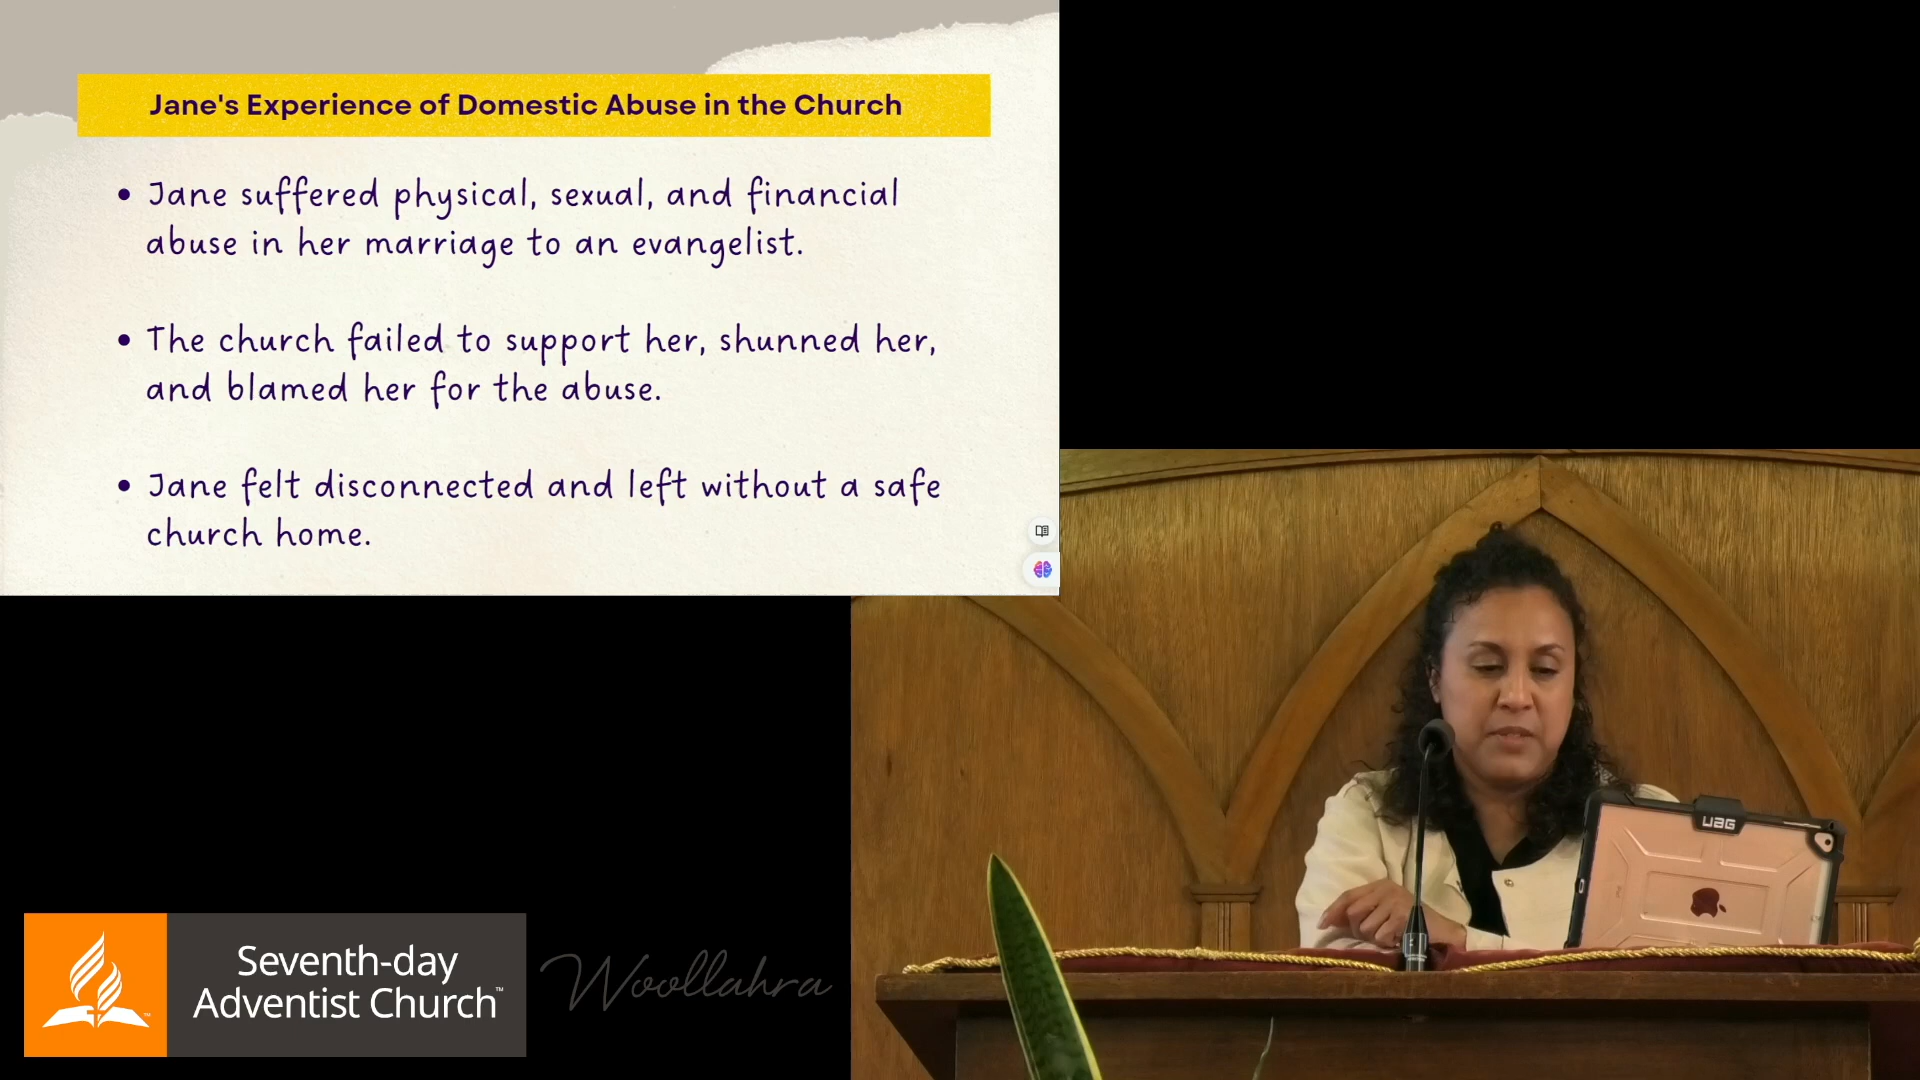 Jane's Experience of Domestic Abuse in the Church
• Jane suffered physical, sexual, and financial
abuse in her marriage to an evangelist.
• The church failed to support her, shunned her,
and blamed her for the abuse.
• Jane felt disconnected and left without a safe
church home.
UAG
Seventh-day
Adventist Church™
Woollahra